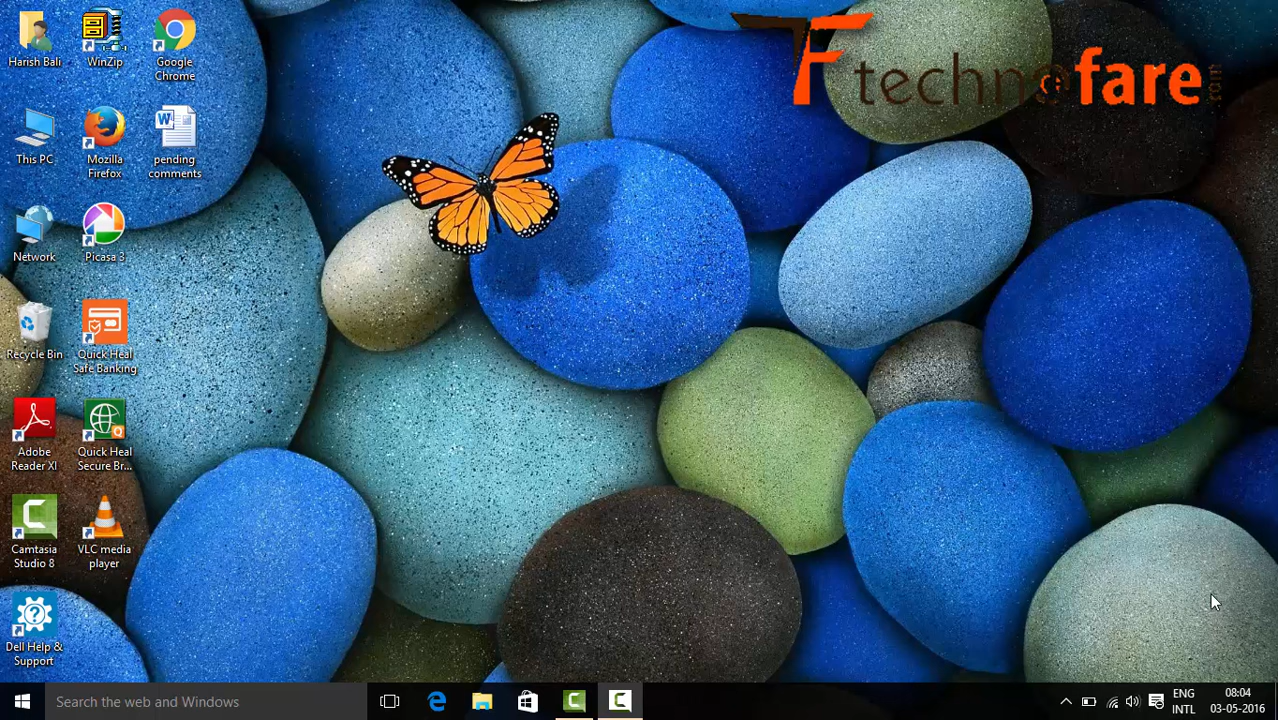 Harish Bali
WinZip
Google
Chrome
TF technofare
.com
This PC
Mozilla
Firefox
pending
comments
Network
Picasa 3
Recycle Bin
Quick Heal
Safe Banking
Adobe
Reader XI
Quick Heal
Secure Br...
Camtasia
Studio 8
VLC media
player
Dell Help &
Support
Search the web and Windows
ENG
INTL
08:04
03-05-2016